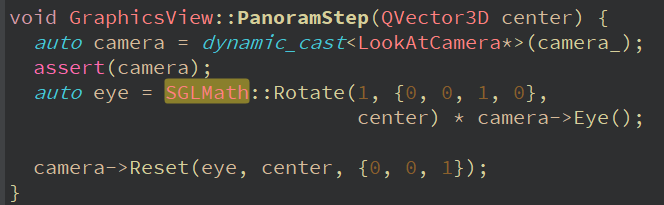 void GraphicsView::PanoramStep(QVector3D center) {
  auto camera = dynamic_cast<LookAtCamera*>(camera_);
  assert(camera);
  auto eye = SGLMath::Rotate(1, {0, 0, 1, 0},
                             center) * camera->Eye();

  camera->Reset(eye, center, {0, 0, 1});
}